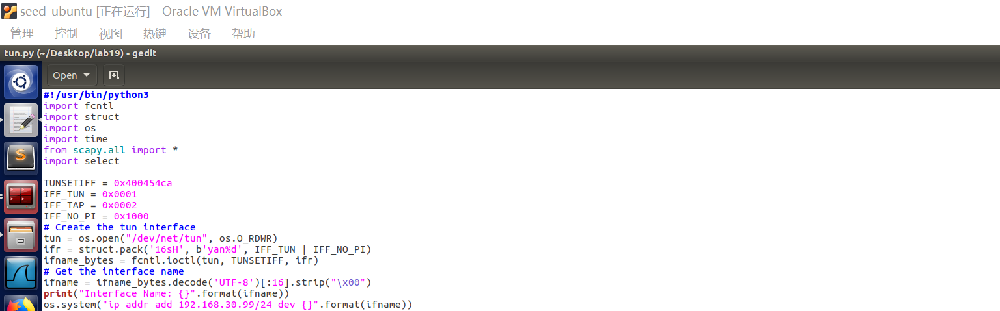 seed-ubuntu [正在运行] - Oracle VM VirtualBox
管理 控制 视图 热键 设备 帮助
tun.py (~/Desktop/lab19) - gedit
Open
#!/usr/bin/python3
import fcntl
import struct
import os
import time
from scapy.all import *
import select
TUNSETIFF = 0x400454ca
IFF_TUN = 0x0001
IFF_TAP = 0x0002
IFF_NO_PI = 0x1000
# Create the tun interface
tun = os.open("/dev/net/tun", os.O_RDWR)
ifr = struct.pack('16sH', b'yan%d', IFF_TUN | IFF_NO_PI)
ifname_bytes = fcntl.ioctl(tun, TUNSETIFF, ifr)
# Get the interface name
ifname = ifname_bytes.decode('UTF-8')[:16].strip("\x00")
print("Interface Name: {}".format(ifname))
os.system("ip addr add 192.168.30.99/24 dev {}".format(ifname))